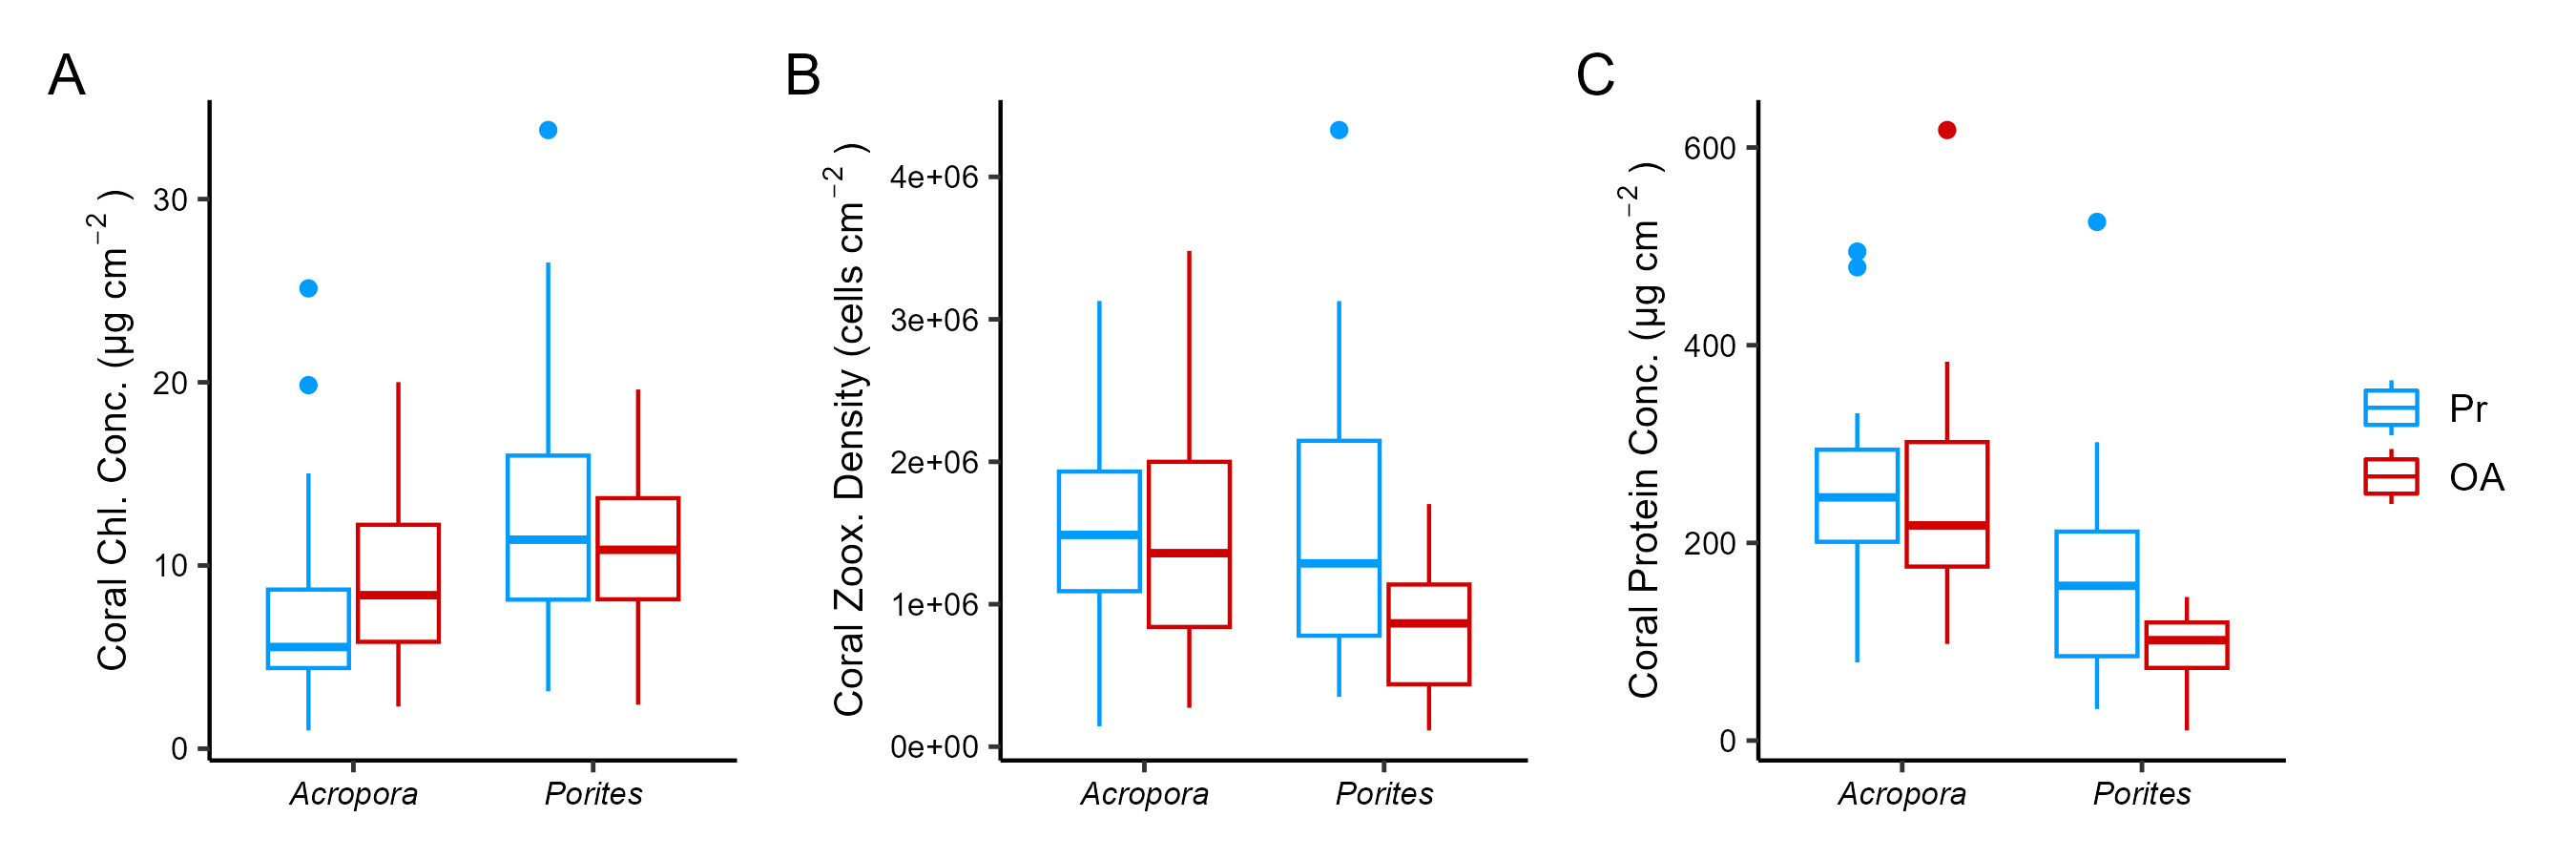 A
Coral Chl. Conc. (µg cm⁻²)
30
20
10
0
Acropora Porites
B
Coral Zoox. Density (cells cm⁻²)
4e+06
3e+06
2e+06
1e+06
0e+00
Acropora Porites
C
Coral Protein Conc. (µg cm⁻²)
600
400
200
0
Acropora Porites
Pr
OA